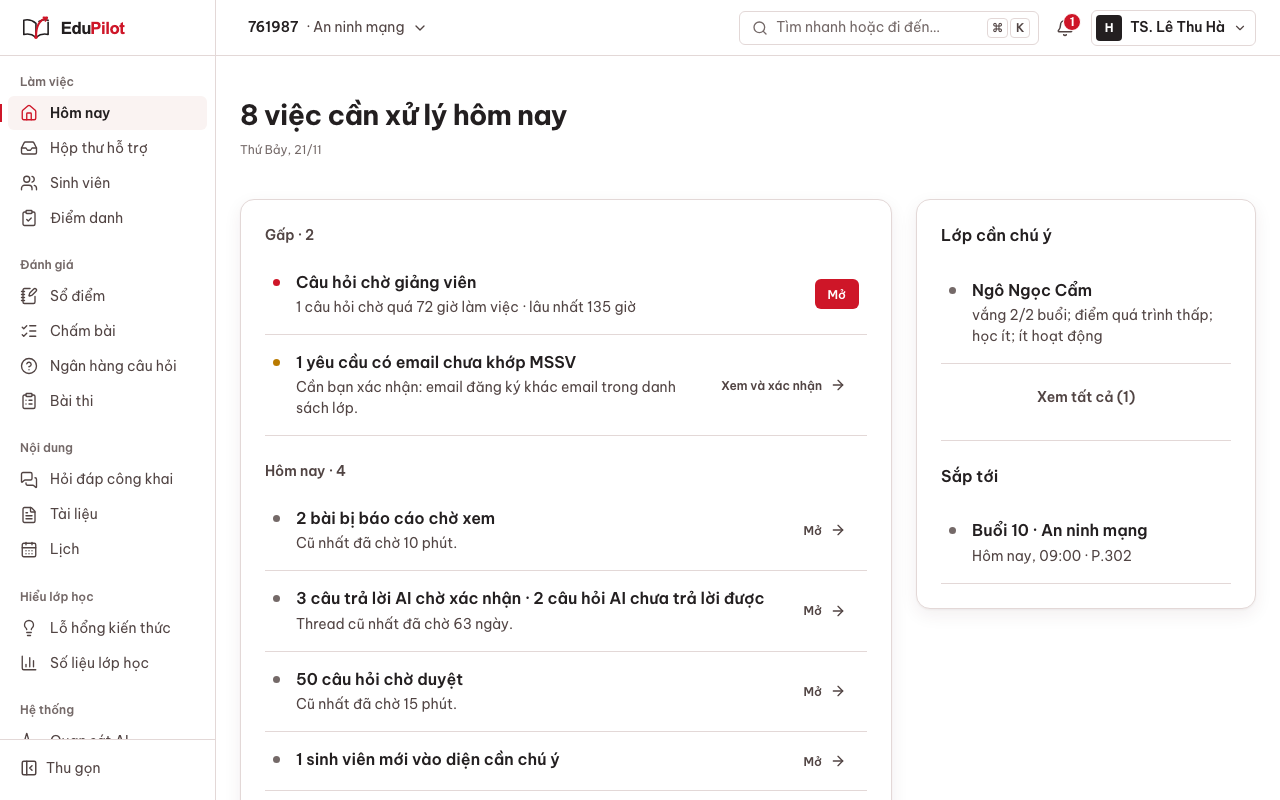 EduPilot
761987 · An ninh mạng
Tìm nhanh hoặc đi đến...
⌘ K
1
H
TS. Lê Thu Hà
Làm việc
Hôm nay
Hộp thư hỗ trợ
Sinh viên
Điểm danh
Đánh giá
Sổ điểm
Chấm bài
Ngân hàng câu hỏi
Bài thi
Nội dung
Hỏi đáp công khai
Tài liệu
Lịch
Hiểu lớp học
Lỗ hổng kiến thức
Số liệu lớp học
Hệ thống
Thu gọn
8 việc cần xử lý hôm nay
Thứ Bảy, 21/11
Gấp · 2
Câu hỏi chờ giảng viên
1 câu hỏi chờ quá 72 giờ làm việc · lâu nhất 135 giờ
Mở
1 yêu cầu có email chưa khớp MSSV
Cần bạn xác nhận: email đăng ký khác email trong danh
sách lớp.
Xem và xác nhận
Hôm nay · 4
2 bài bị báo cáo chờ xem
Cũ nhất đã chờ 10 phút.
Mở
3 câu trả lời AI chờ xác nhận · 2 câu hỏi AI chưa trả lời được
Thread cũ nhất đã chờ 63 ngày.
Mở
50 câu hỏi chờ duyệt
Cũ nhất đã chờ 15 phút.
Mở
1 sinh viên mới vào diện cần chú ý
Mở
Lớp cần chú ý
Ngô Ngọc Cẩm
vắng 2/2 buổi; điểm quá trình thấp;
học ít; ít hoạt động
Xem tất cả (1)
Sắp tới
Buổi 10 · An ninh mạng
Hôm nay, 09:00 · P.302